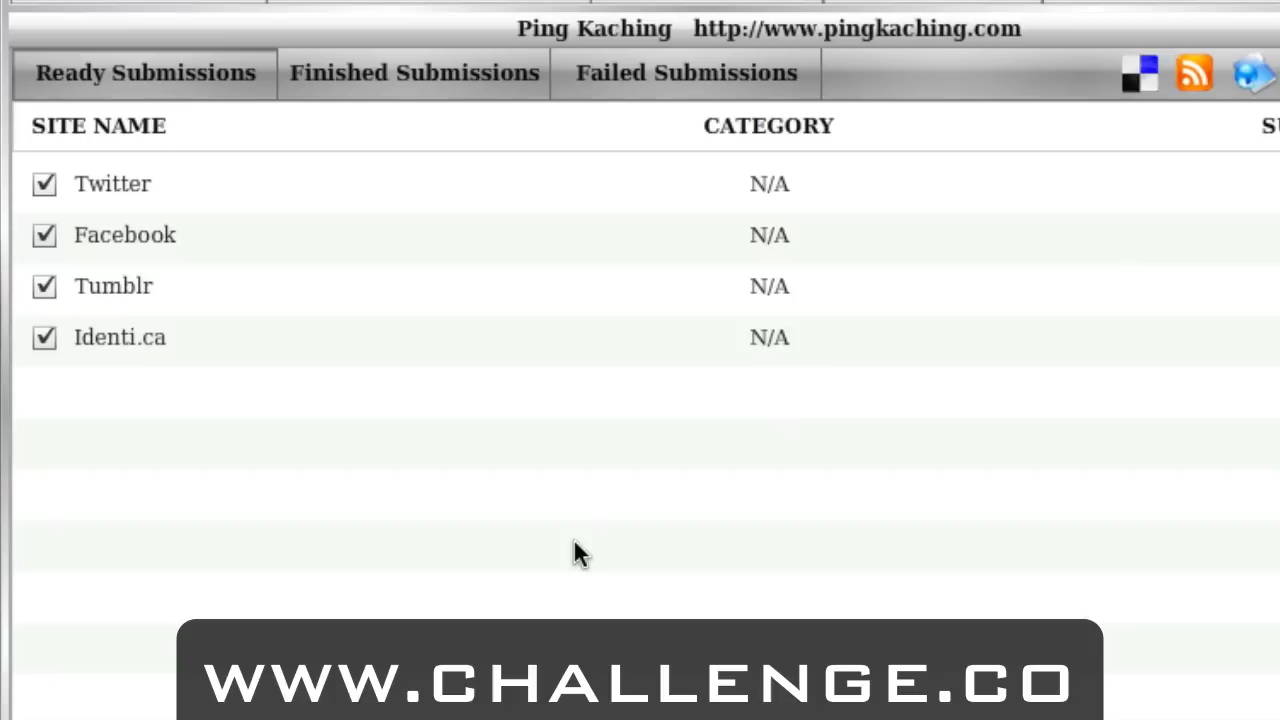 Ping Kaching http://www.pingkaching.com
Ready Submissions Finished Submissions Failed Submissions
SITE NAME CATEGORY
Twitter N/A
Facebook N/A
Tumblr N/A
Identi.ca N/A
WWW.CHALLENGE.CO